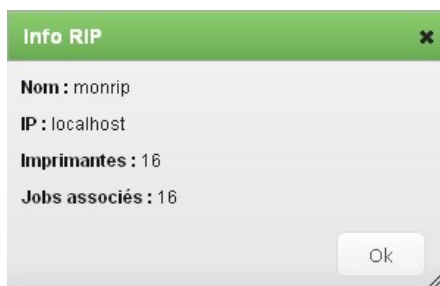 Info RIP
Nom : monrip
IP : localhost
Imprimantes : 16
Jobs associés : 16
Ok